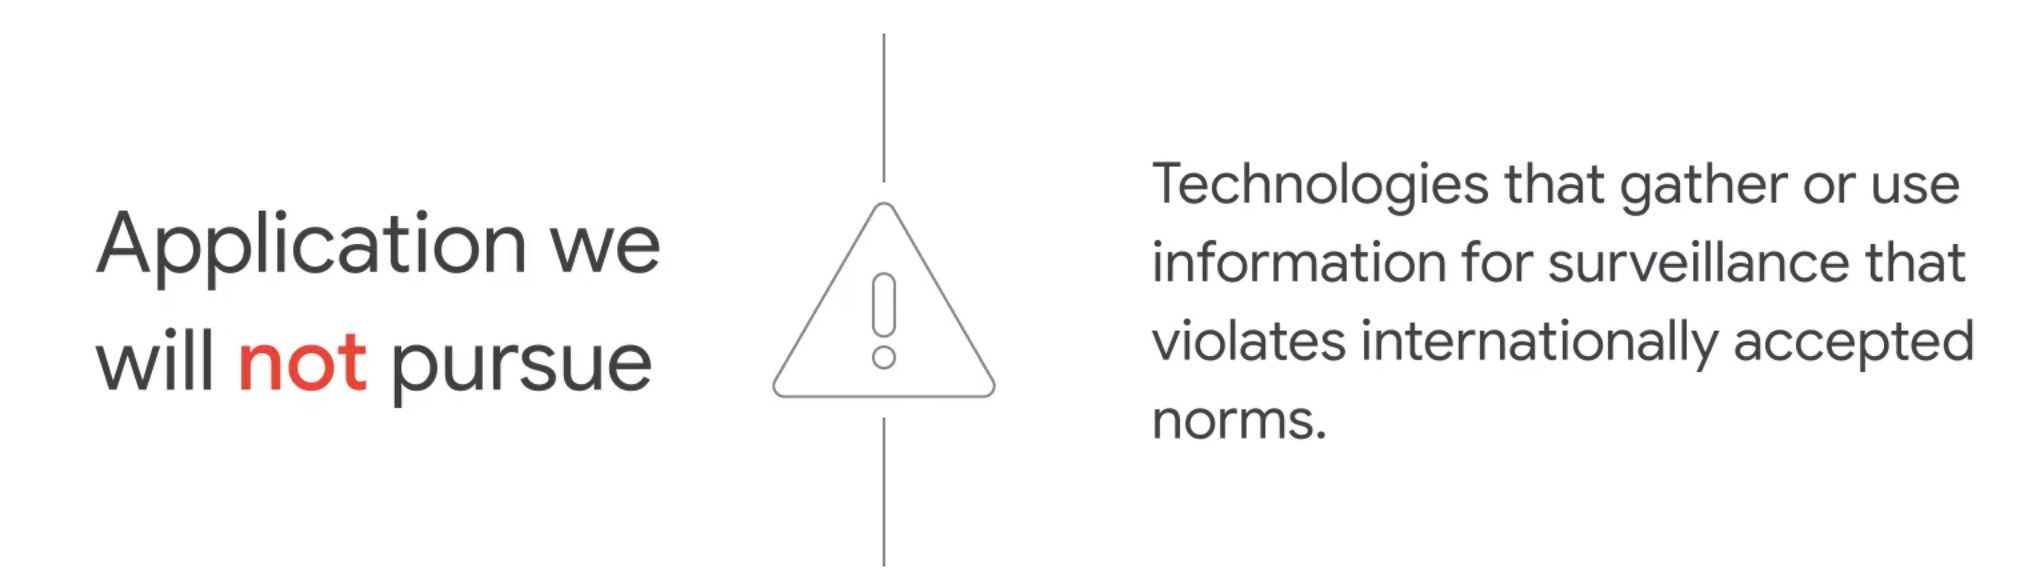 Application we
will not pursue
Technologies that gather or use
information for surveillance that
violates internationally accepted
norms.